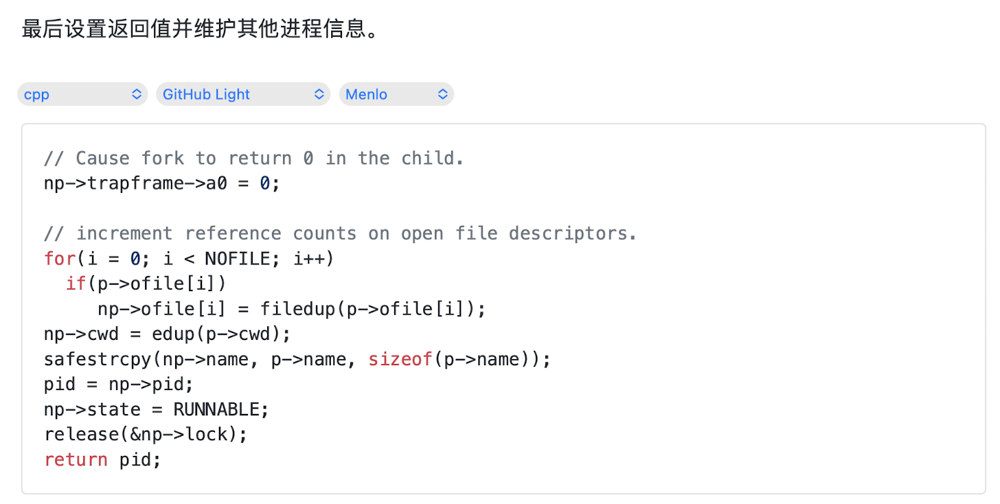 最后设置返回值并维护其他进程信息。
cpp GitHub Light Menlo
// Cause fork to return 0 in the child.
np->trapframe->a0 = 0;
// increment reference counts on open file descriptors.
for(i = 0; i < NOFILE; i++)
if(p->ofile[i])
np->ofile[i] = filedup(p->ofile[i]);
np->cwd = edup(p->cwd);
safestrcpy(np->name, p->name, sizeof(p->name));
pid = np->pid;
np->state = RUNNABLE;
release(&np->lock);
return pid;